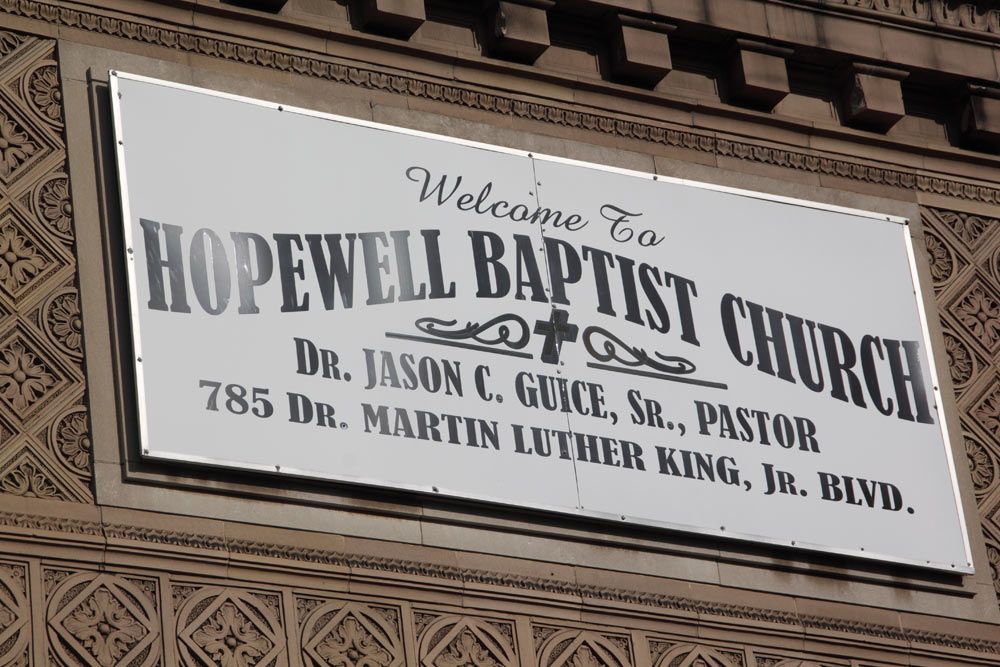 Welcome To
HOPEWELL BAPTIST CHURCH
DR. JASON C. GUICE, SR., PASTOR
785 DR. MARTIN LUTHER KING, JR. BLVD.